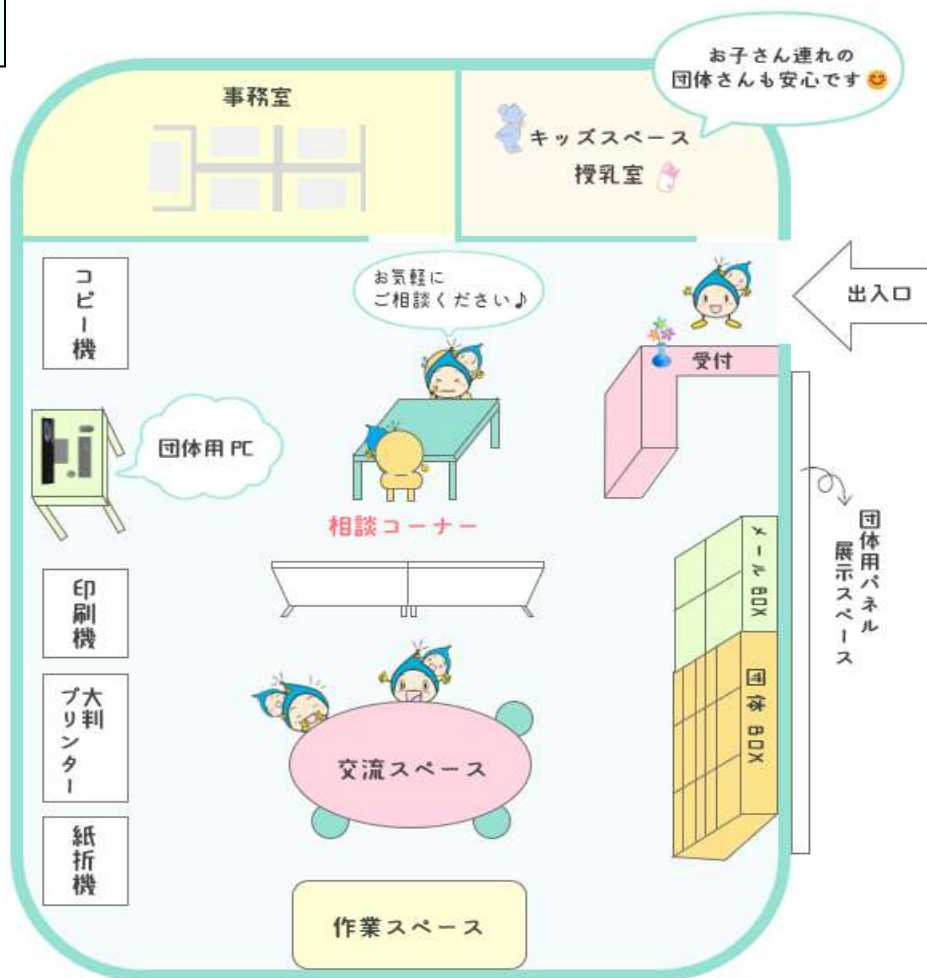 お子さん連れの
団体さんも安心です😊
事務室
キッズスペース
授乳室
コピー機
お気軽に
ご相談ください♪
出入口
受付
団体用 PC
相談コーナー
団体用パネル
展示スペース
メールBOX
印刷機
団体 BOX
大判
プリンター
交流スペース
紙折機
作業スペース